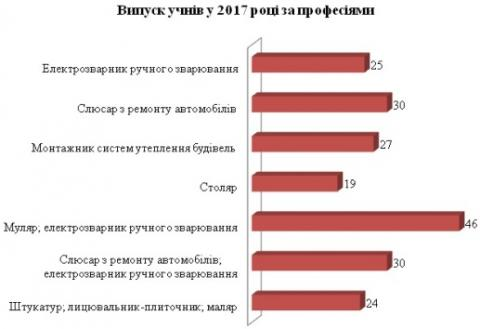 Випуск учнів у 2017 році за професіями
Електрозварник ручного зварювання
25
Слюсар з ремонту автомобілів
30
Монтажник систем утеплення будівель
27
Столяр
19
Муляр; електрозварник ручного зварювання
46
Слюсар з ремонту автомобілів;
електрозварник ручного зварювання
30
Штукатур; лицювальник-плиточник; маляр
24